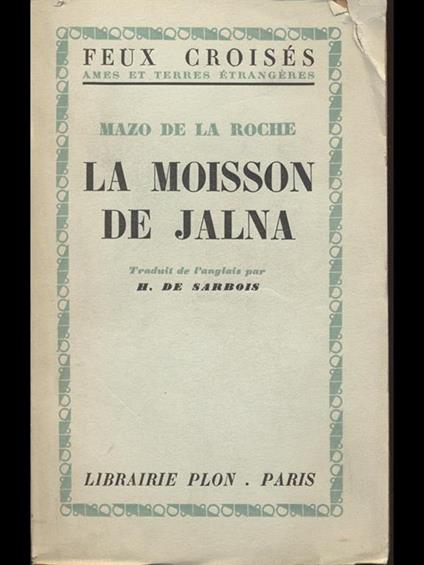 FEUX CROISÉS
AMES ET TERRES ÉTRANGÈRES
MAZO DE LA ROCHE
LA MOISSON
DE JALNA
Traduit de l'anglais par
H. DE SARBOIS
LIBRAIRIE PLON . PARIS